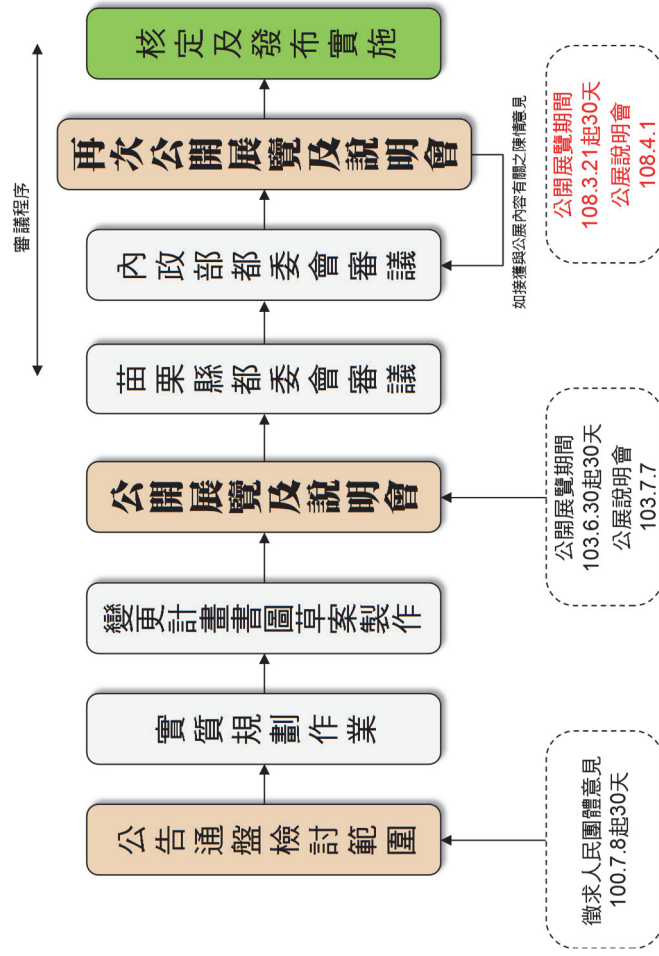 審議程序
公告通盤檢討範圍
實質規劃作業
變更計畫書圖草案製作
公開展覽及說明會
苗栗縣都委會審議
內政部都委會審議
再次公開展覽及說明會
核定及發布實施
如接獲與公展內容有關之陳情意見
徵求人民團體意見
100.7.8起30天
公開展覽期間
103.6.30起30天
公展說明會
103.7.7
公開展覽期間
108.3.21起30天
公展說明會
108.4.1